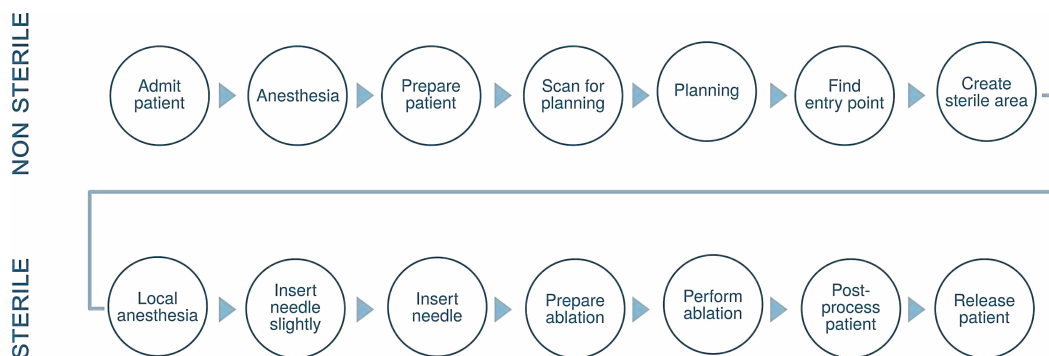 NON STERILE
Admit
patient
Anesthesia
Prepare
patient
Scan for
planning
Planning
Find
entry point
Create
sterile area
STERILE
Local
anesthesia
Insert
needle
slightly
Insert
needle
Prepare
ablation
Perform
ablation
Post-
process
patient
Release
patient